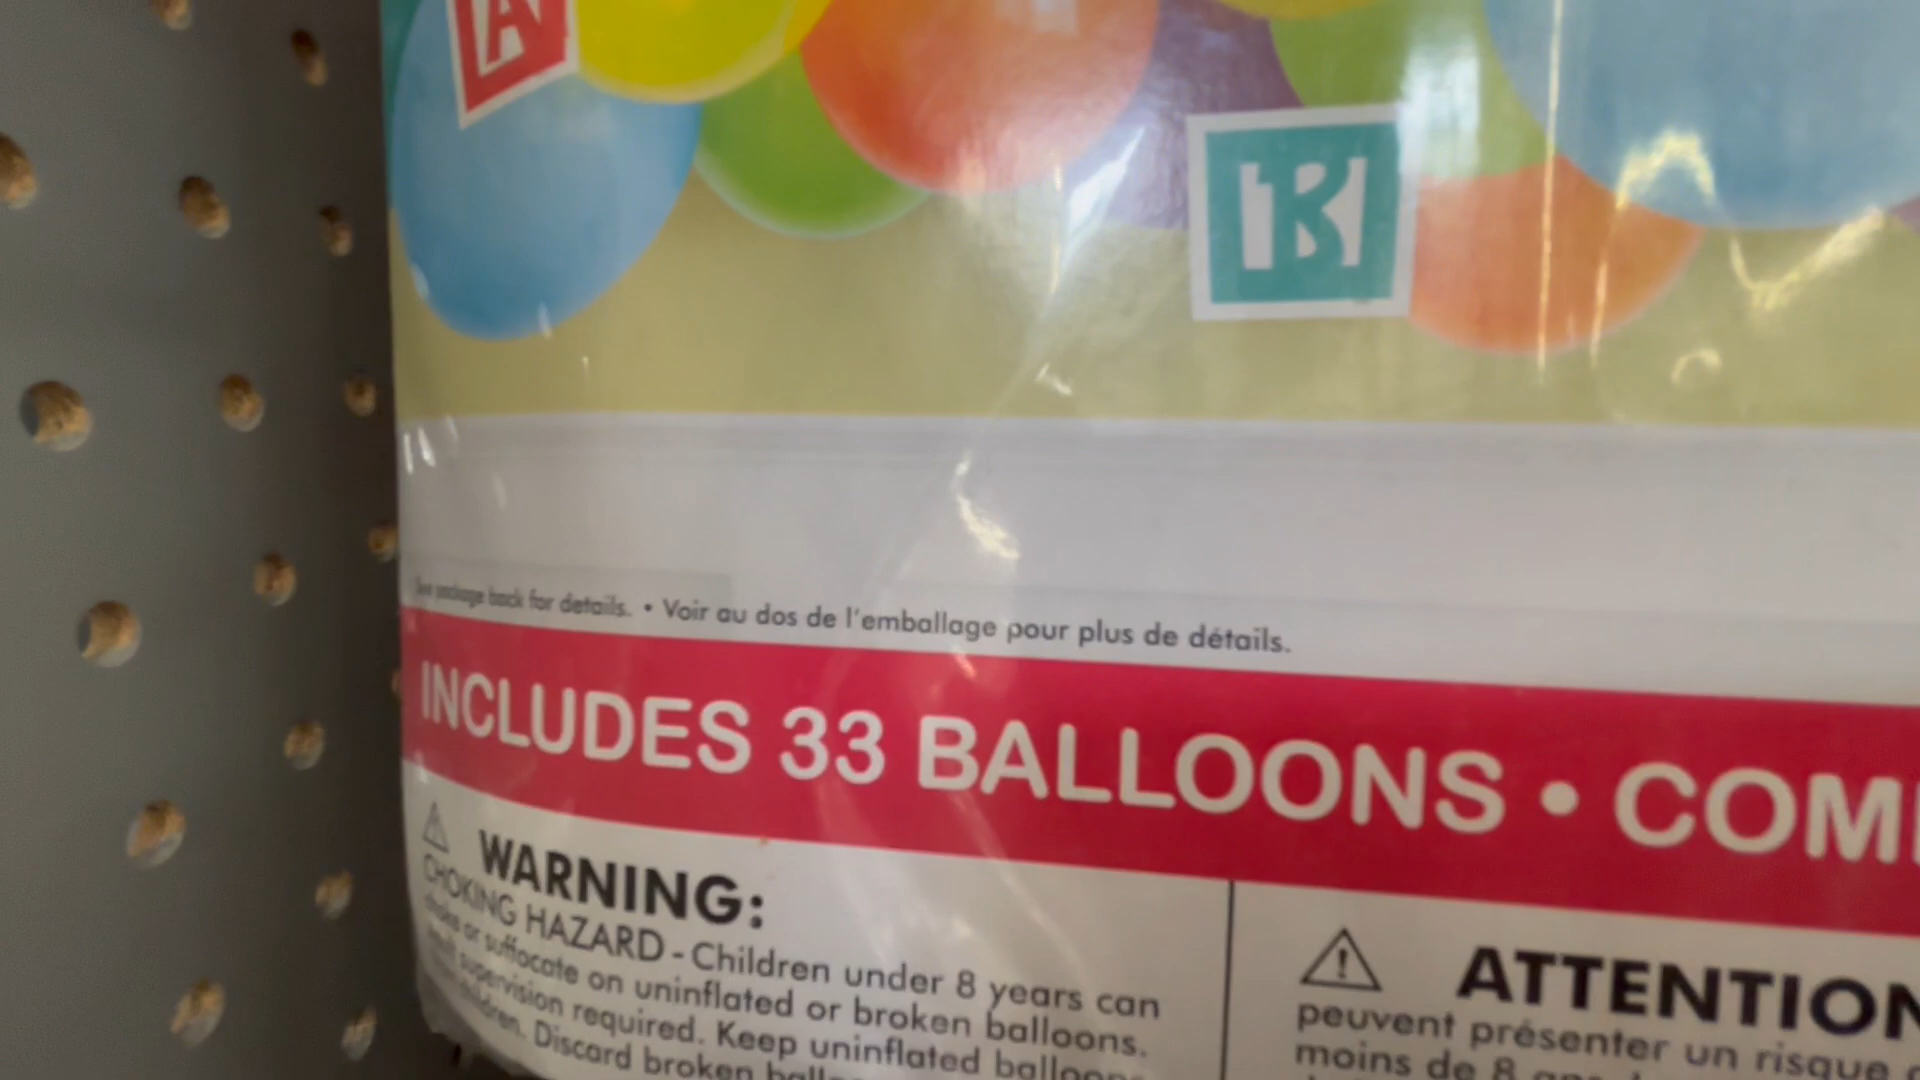 A
B
See package back for details. • Voir au dos de l'emballage pour plus de détails.
INCLUDES 33 BALLOONS •
WARNING:
CHOKING HAZARD - Children under 8 years can
choke or suffocate on uninflated or broken balloons.
supervision required. Keep uninflated balloons
children. Discard broken
ATTENTION
peuvent présenter un risque
moins de 8